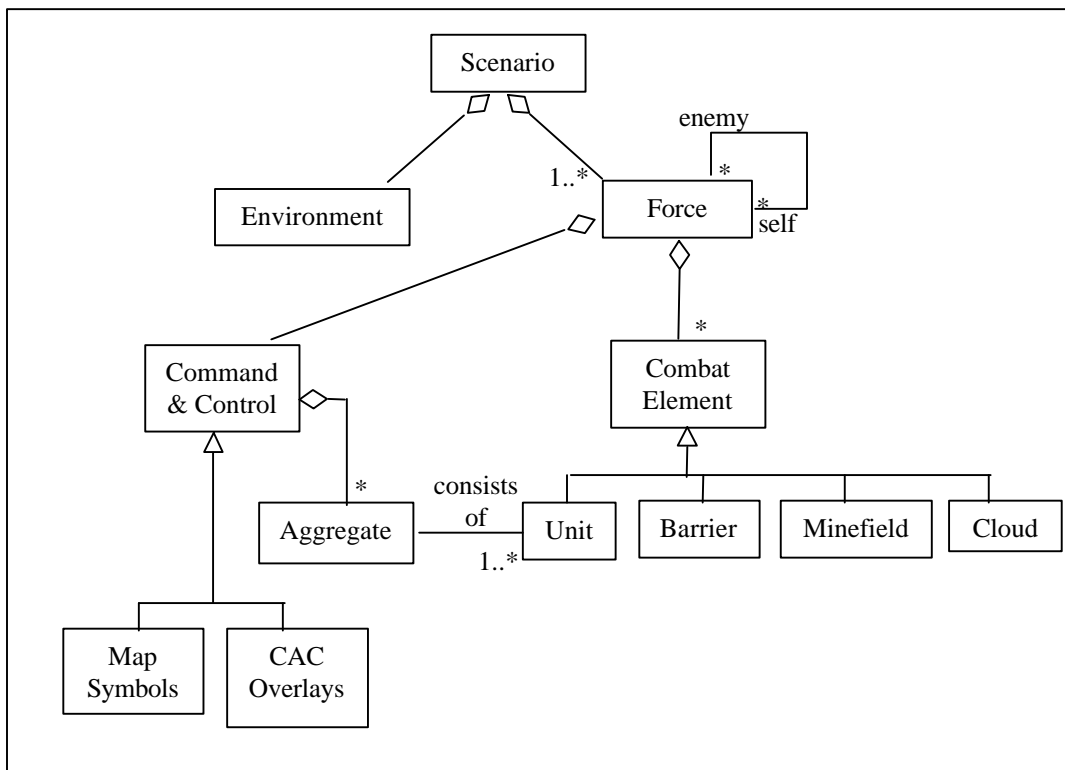 Scenario
enemy
1..*
*
Environment
Force
*
self
*
Command
& Control
Combat
Element
*
consists
of
Aggregate
Unit
Barrier
Minefield
Cloud
1..*
Map
Symbols
CAC
Overlays